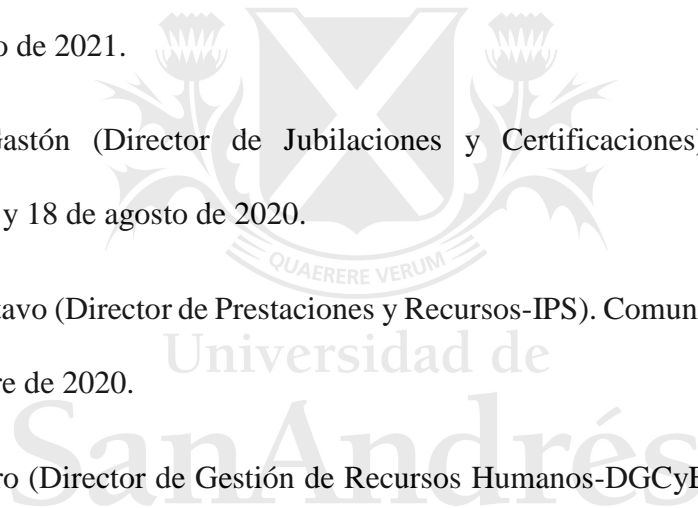 o de 2021.
astón (Director de Jubilaciones y Certificaciones)
y 18 de agosto de 2020.
QUAERERE VERUM
tavo (Director de Prestaciones y Recursos-IPS). Comun
Universidad de
re de 2020.
SanAndrés
ro (Director de Gestión de Recursos Humanos-DGCyE